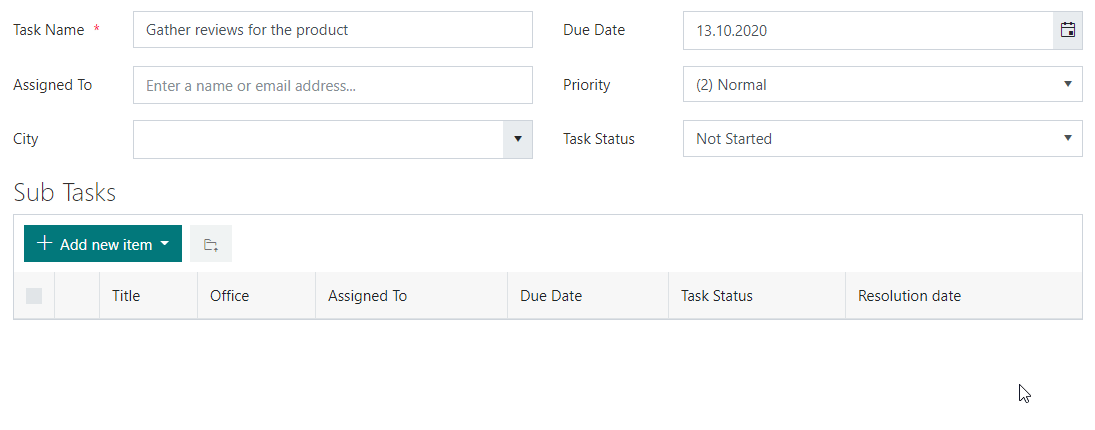 Task Name * Gather reviews for the product Due Date 13.10.2020
Assigned To Enter a name or email address... Priority (2) Normal
City Task Status Not Started
Sub Tasks
Add new item
Title Office Assigned To Due Date Task Status Resolution date